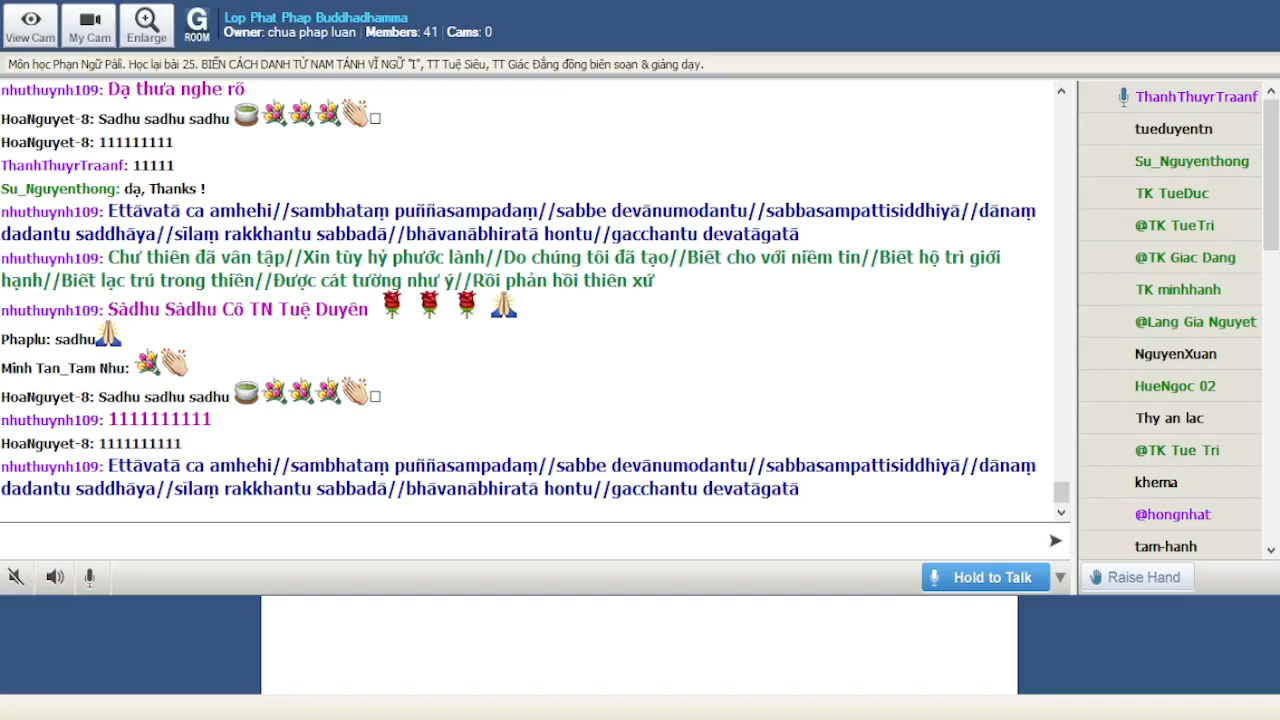 View Cam
My Cam
Enlarge
G
ROOM
Lop Phat Phap Buddhadhamma
Owner: chua phap luan | Members: 41 | Cams: 0
Môn học Phạn Ngữ Pàli. Học lại bài 25. BIẾN CÁCH DANH TỪ NAM TÁNH VĨ NGỮ "I", TT Tuệ Siêu, TT Giác Đẳng đồng biên soạn & giảng dạy.
nhuthuynh109: Dạ thưa nghe rõ
HoaNguyet-8: Sadhu sadhu sadhu
HoaNguyet-8: 111111111
ThanhThuyrTraanf: 11111
Su_Nguyenthong: dạ, Thanks !
nhuthuynh109: Ettāvatā ca amhehi//sambhataṃ puññasampadaṃ//sabbe devānumodantu//sabbasampattisiddhiyā//dānaṃ
dadantu saddhāya//sīlaṃ rakkhantu sabbadā//bhāvanābhiratā hontu//gacchantu devatāgatā
nhuthuynh109: Chư thiên đã vân tập//Xin tùy hỷ phước lành//Do chúng tôi đã tạo//Biết cho với niềm tin//Biết hộ trì giới
hạnh//Biết lạc trú trong thiền//Được cát tường như ý//Rồi phản hồi thiên xứ
nhuthuynh109: Sàdhu Sàdhu Cô TN Tuệ Duyên
Phaplu: sadhu
Minh Tan_Tam Nhu:
HoaNguyet-8: Sadhu sadhu sadhu
nhuthuynh109: 1111111111
HoaNguyet-8: 1111111111
nhuthuynh109: Ettāvatā ca amhehi//sambhataṃ puññasampadaṃ//sabbe devānumodantu//sabbasampattisiddhiyā//dānaṃ
dadantu saddhāya//sīlaṃ rakkhantu sabbadā//bhāvanābhiratā hontu//gacchantu devatāgatā
ThanhThuyrTraanf
tueduyentn
Su_Nguyenthong
TK TueDuc
@TK TueTri
@TK Giac Dang
TK minhhanh
@Lang Gia Nguyet
NguyenXuan
HueNgoc 02
Thy an lac
@TK Tue Tri
khema
@hongnhat
tam-hanh
Hold to Talk
Raise Hand